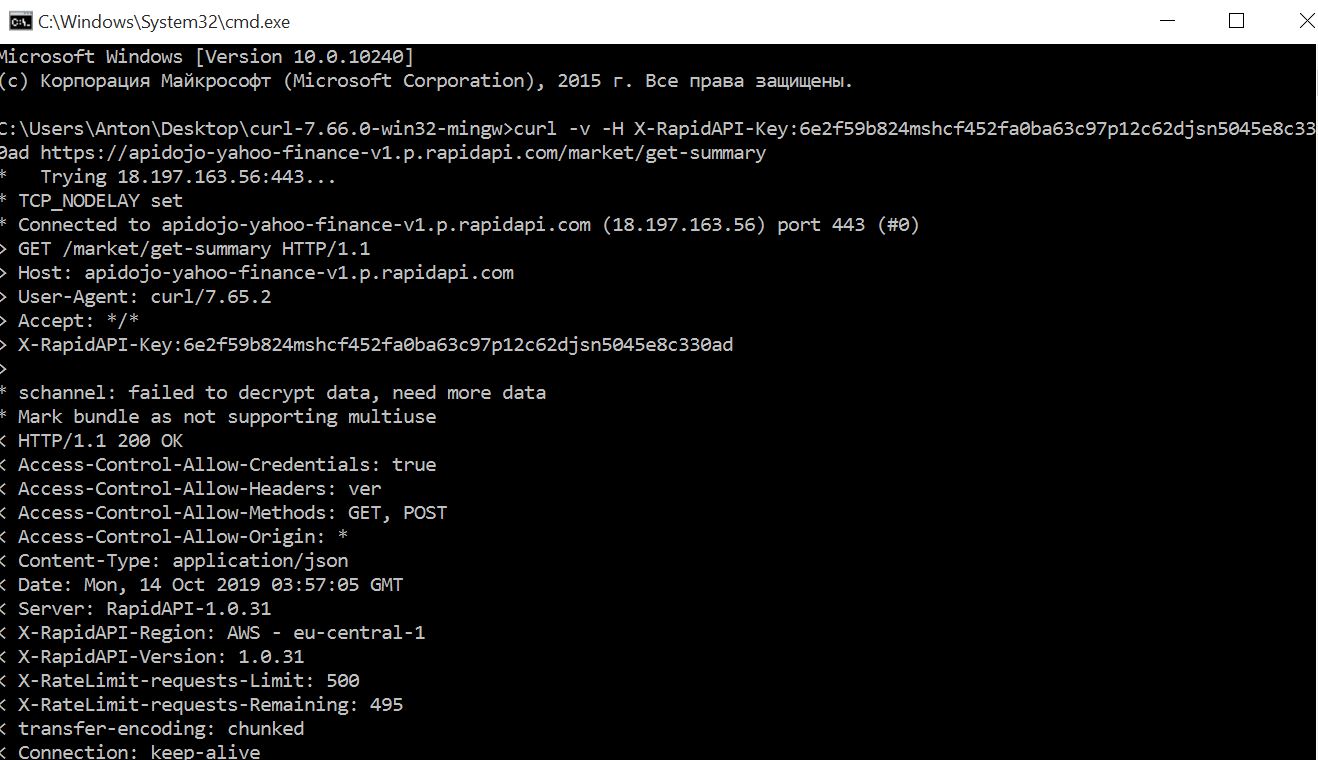 C:\Windows\System32\cmd.exe
Microsoft Windows [Version 10.0.10240]
(c) Корпорация Майкрософт (Microsoft Corporation), 2015 г. Все права защищены.
C:\Users\Anton\Desktop\curl-7.66.0-win32-mingw>curl -v -H X-RapidAPI-Key:6e2f59b824mshcf452fa0ba63c97p12c62djsn5045e8c33
0ad https://apidojo-yahoo-finance-v1.p.rapidapi.com/market/get-summary
*   Trying 18.197.163.56:443...
* TCP_NODELAY set
* Connected to apidojo-yahoo-finance-v1.p.rapidapi.com (18.197.163.56) port 443 (#0)
> GET /market/get-summary HTTP/1.1
> Host: apidojo-yahoo-finance-v1.p.rapidapi.com
> User-Agent: curl/7.65.2
> Accept: */*
> X-RapidAPI-Key:6e2f59b824mshcf452fa0ba63c97p12c62djsn5045e8c330ad
>
* schannel: failed to decrypt data, need more data
* Mark bundle as not supporting multiuse
< HTTP/1.1 200 OK
< Access-Control-Allow-Credentials: true
< Access-Control-Allow-Headers: ver
< Access-Control-Allow-Methods: GET, POST
< Access-Control-Allow-Origin: *
< Content-Type: application/json
< Date: Mon, 14 Oct 2019 03:57:05 GMT
< Server: RapidAPI-1.0.31
< X-RapidAPI-Region: AWS - eu-central-1
< X-RapidAPI-Version: 1.0.31
< X-RateLimit-requests-Limit: 500
< X-RateLimit-requests-Remaining: 495
< transfer-encoding: chunked
< Connection: keep-alive